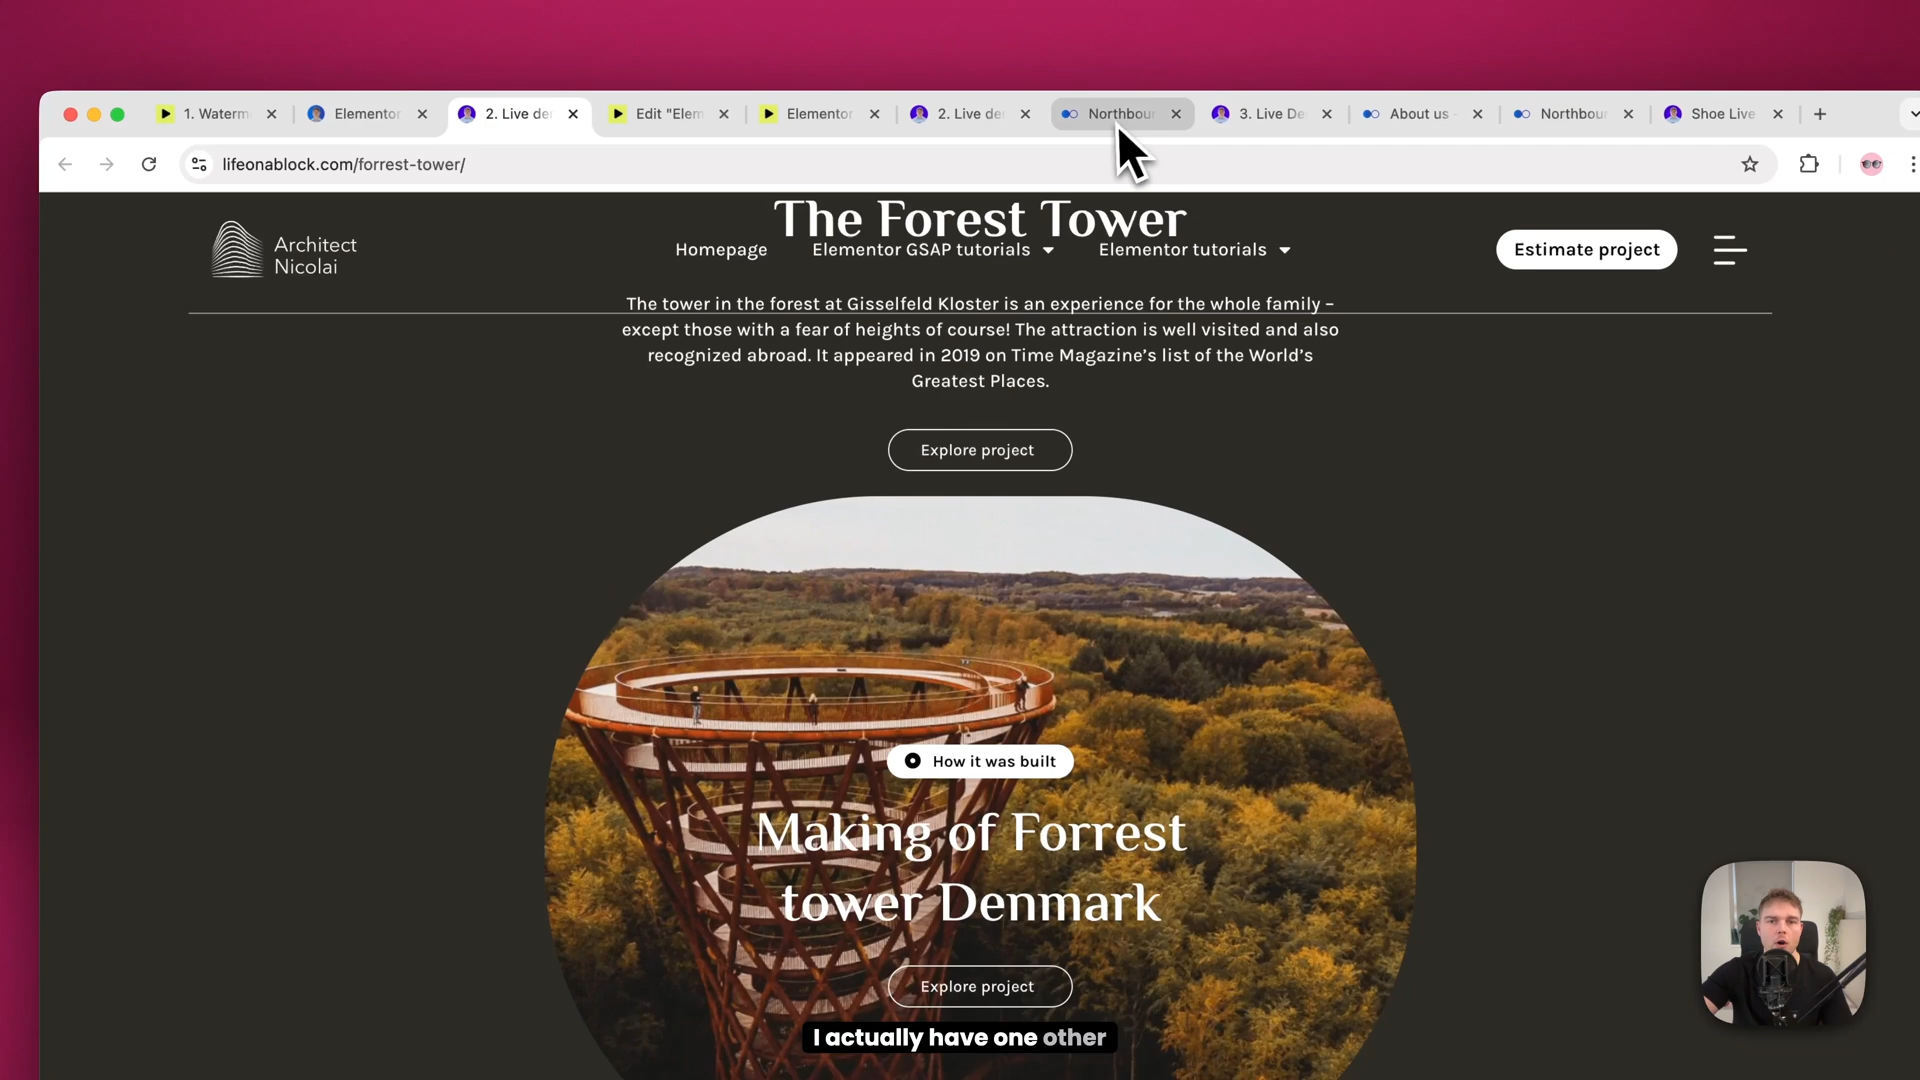 1. Waterm
Elementor
2. Live der
Edit "Elem
Elementor
2. Live der
Northbour
3. Live De
About us -
Northbour
Shoe Live
lifeonablock.com/forrest-tower/
The Forest Tower
Architect
Nicolai
Homepage
Elementor GSAP tutorials
Elementor tutorials
Estimate project
The tower in the forest at Gisselfeld Kloster is an experience for the whole family –
except those with a fear of heights of course! The attraction is well visited and also
recognized abroad. It appeared in 2019 on Time Magazine’s list of the World’s
Greatest Places.
Explore project
How it was built
Making of Forrest
tower Denmark
Explore project
I actually have one other